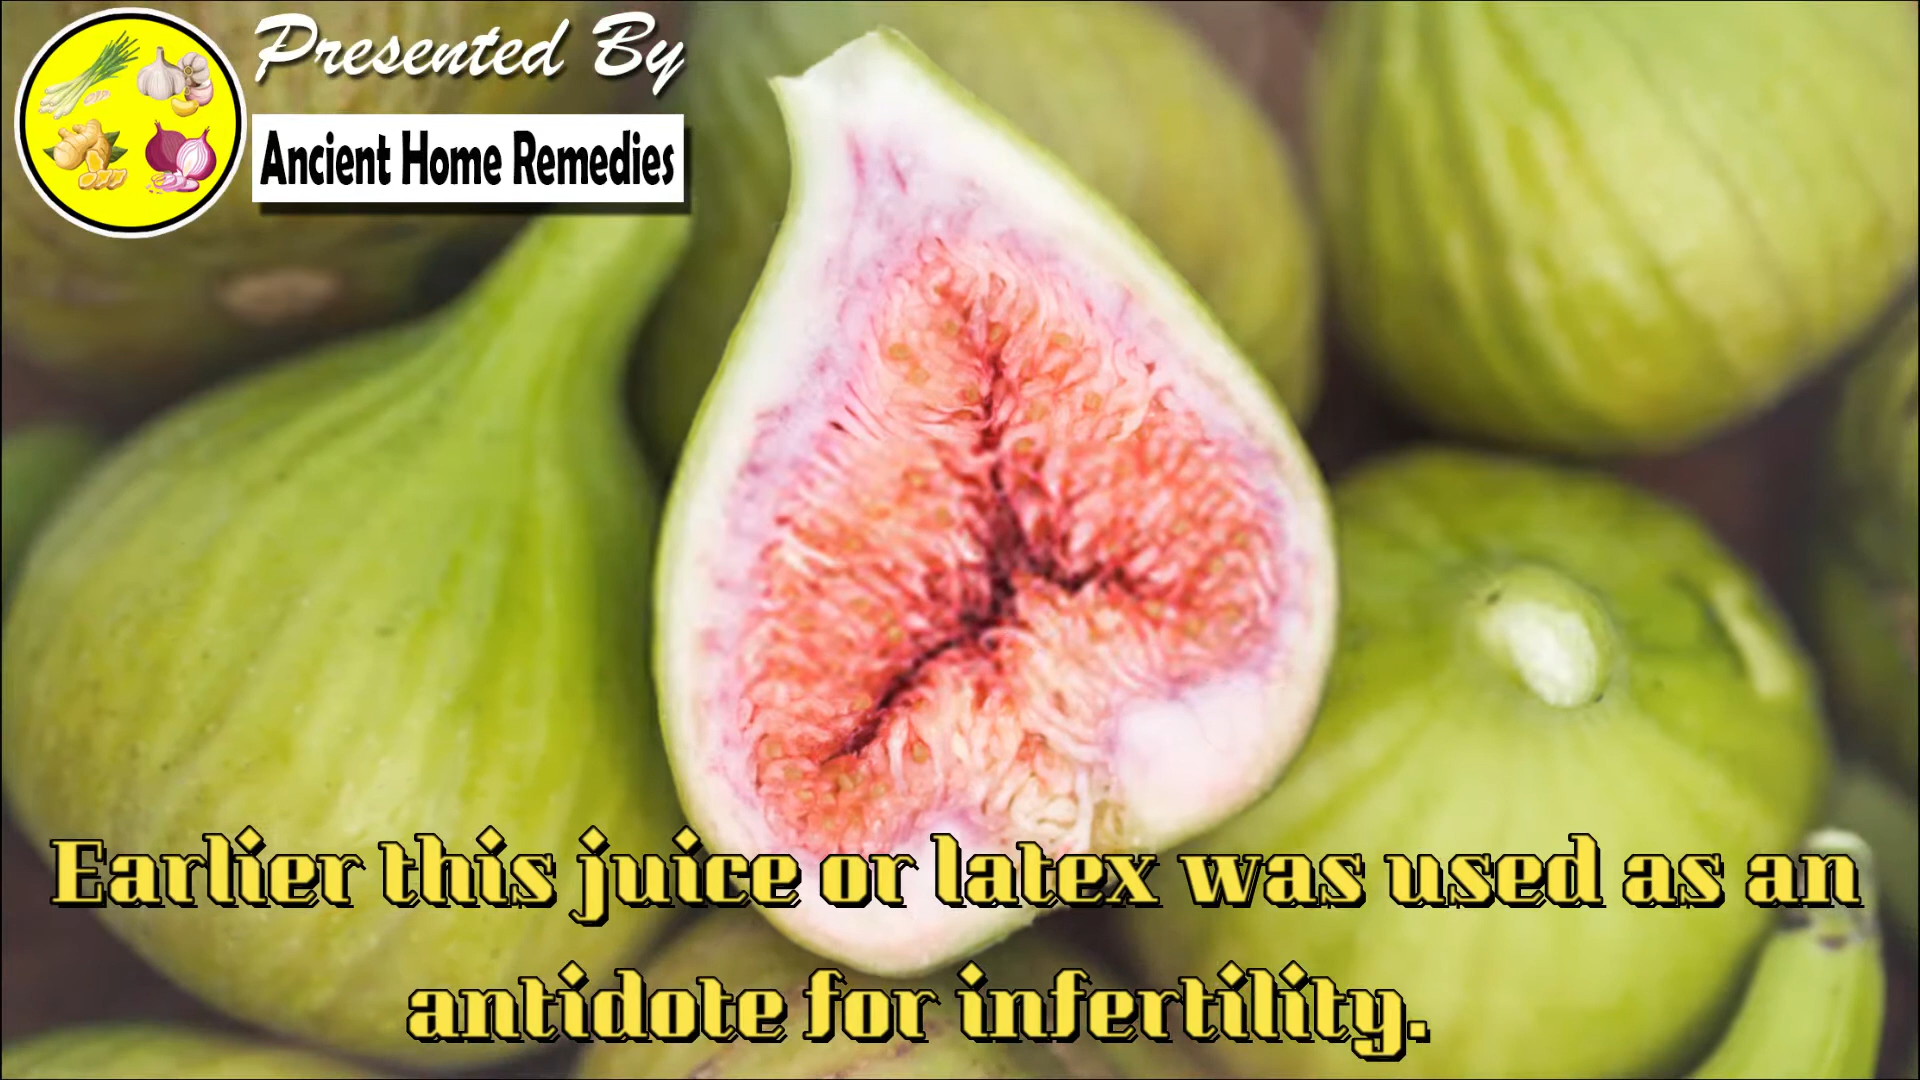 Presented By
Ancient Home Remedies
Earlier this juice or latex was used as an
antidote for infertility.